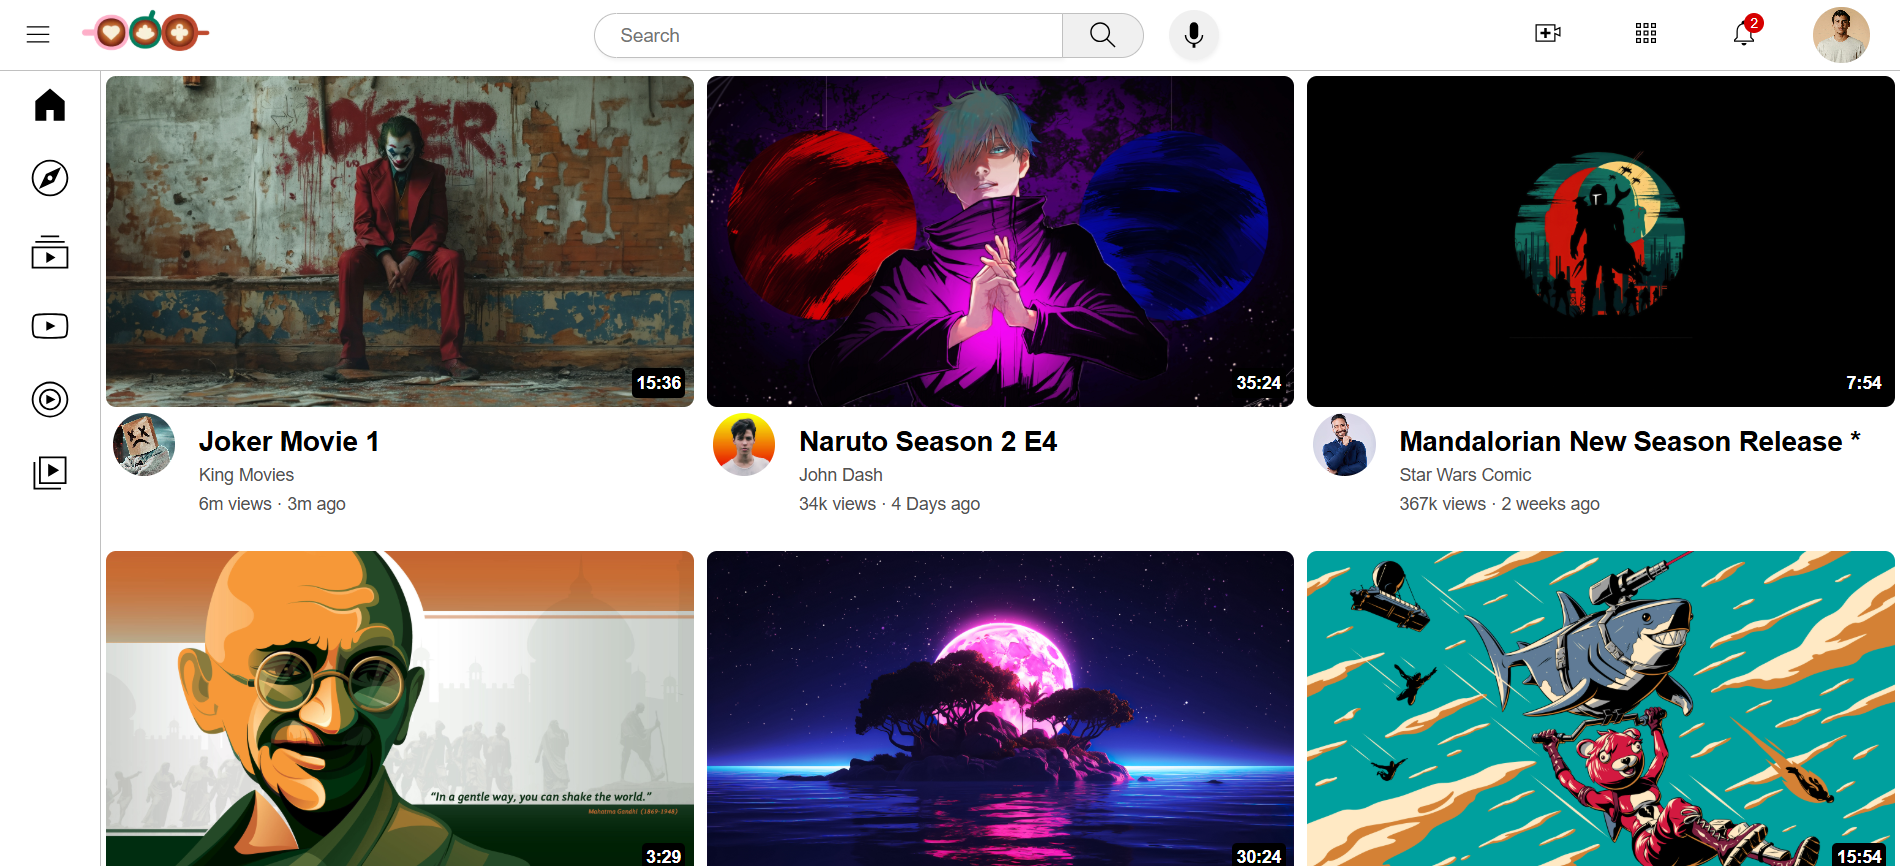 Search
2
JOKER
15:36
35:24
7:54
Joker Movie 1
King Movies
6m views · 3m ago
Naruto Season 2 E4
John Dash
34k views · 4 Days ago
Mandalorian New Season Release *
Star Wars Comic
367k views · 2 weeks ago
“In a gentle way, you can shake the world.”
Mahatma Gandhi (1869-1948)
3:29
30:24
15:54